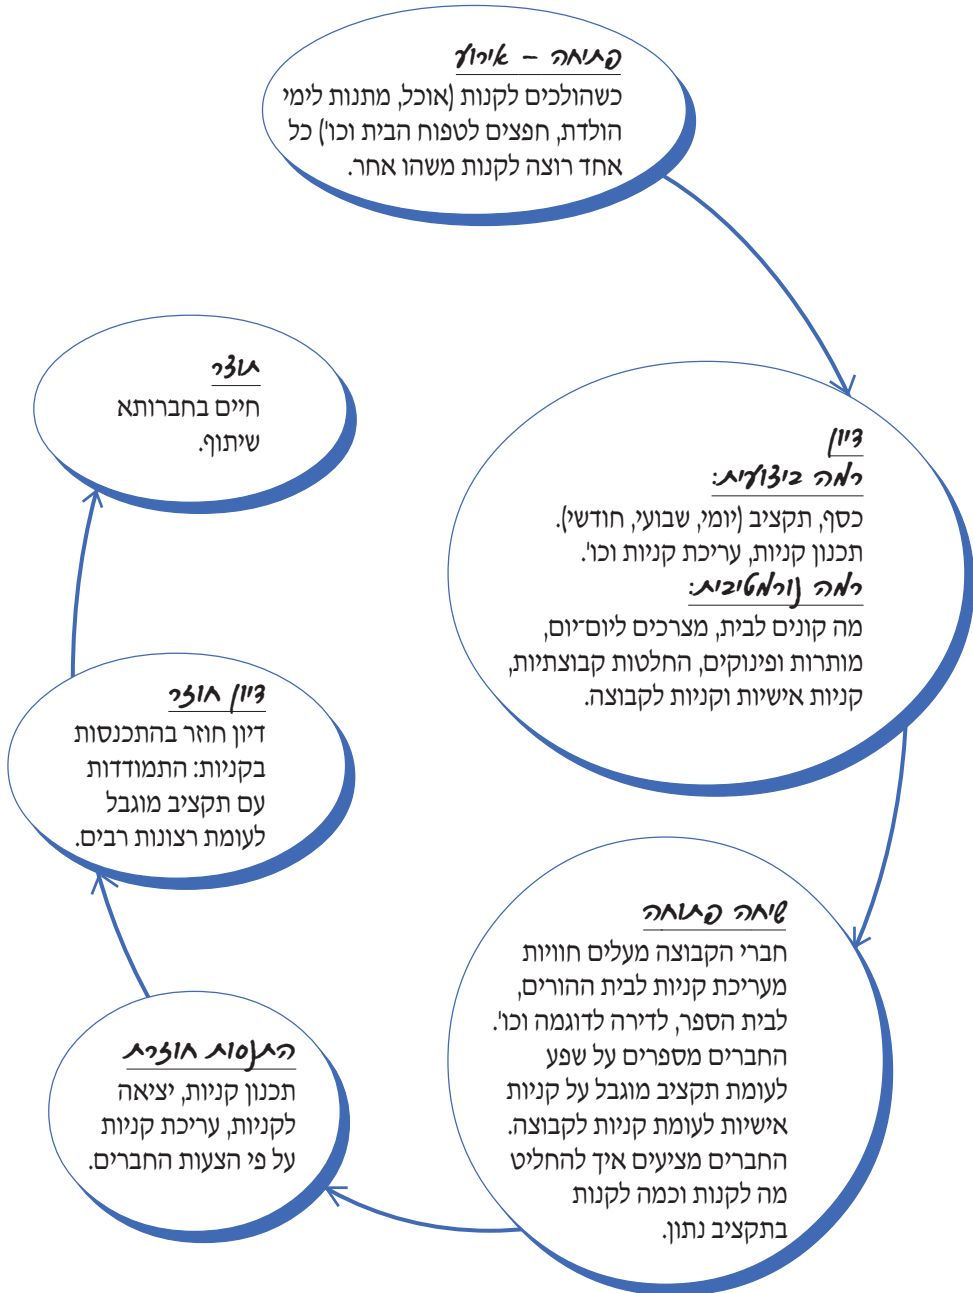 פתיחה – אירוע
כשהולכים לקנות (אוכל, מתנות לימי
הולדת, חפצים לטפוח הבית וכו') כל
אחד רוצה לקנות משהו אחר.
דיון
רמה ביצועית:
כסף, תקציב (יומי, שבועי, חודשי).
תכנון קניות, עריכת קניות וכו'.
רמה נורמטיבית:
מה קונים לבית, מצרכים ליום־יום,
מותרות ופינוקים, החלטות קבוצתיות,
קניות אישיות וקניות לקבוצה.
שיחה פתוחה
חברי הקבוצה מעלים חוויות
מעריכת קניות לבית ההורים,
לבית הספר, לדירה לדוגמה וכו'.
החברים מספרים על שפע
לעומת תקציב מוגבל על קניות
אישיות לעומת קניות לקבוצה.
החברים מציעים איך להחליט
מה לקנות וכמה לקנות
בתקציב נתון.
התנסות חוזרת
תכנון קניות, יציאה
לקניות, עריכת קניות
על פי הצעות החברים.
דיון חוזר
דיון חוזר בהתכנסות
בקניות: התמודדות
עם תקציב מוגבל
לעומת רצונות רבים.
תוצר
חיים בחברותא
שיתוף.